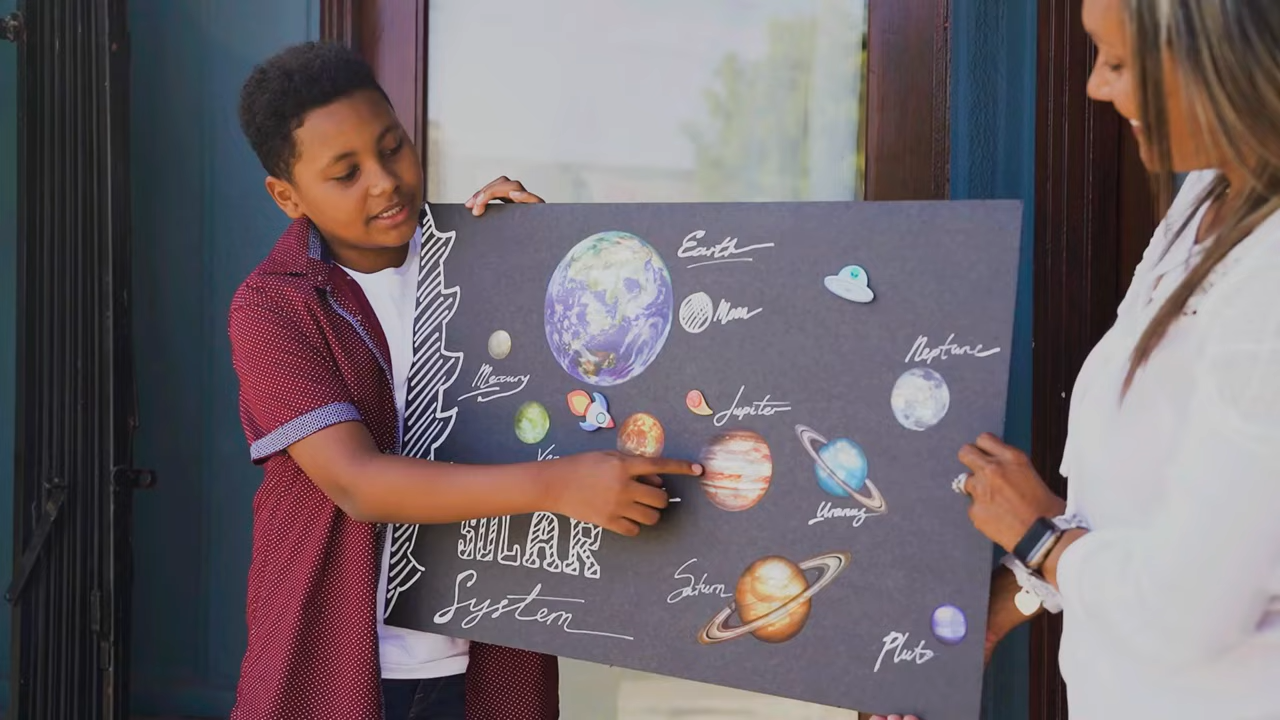 Earth
Moon
Neptune
Mercury
Jupiter
Uranus
SOLAR
System
Saturn
Pluto